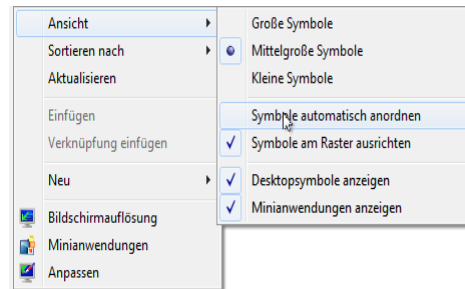 Ansicht
Sortieren nach
Aktualisieren
Einfügen
Verknüpfung einfügen
Neu
Bildschirmauflösung
Minianwendungen
Anpassen
Große Symbole
Mittelgroße Symbole
Kleine Symbole
Symbole automatisch anordnen
Symbole am Raster ausrichten
Desktopsymbole anzeigen
Minianwendungen anzeigen